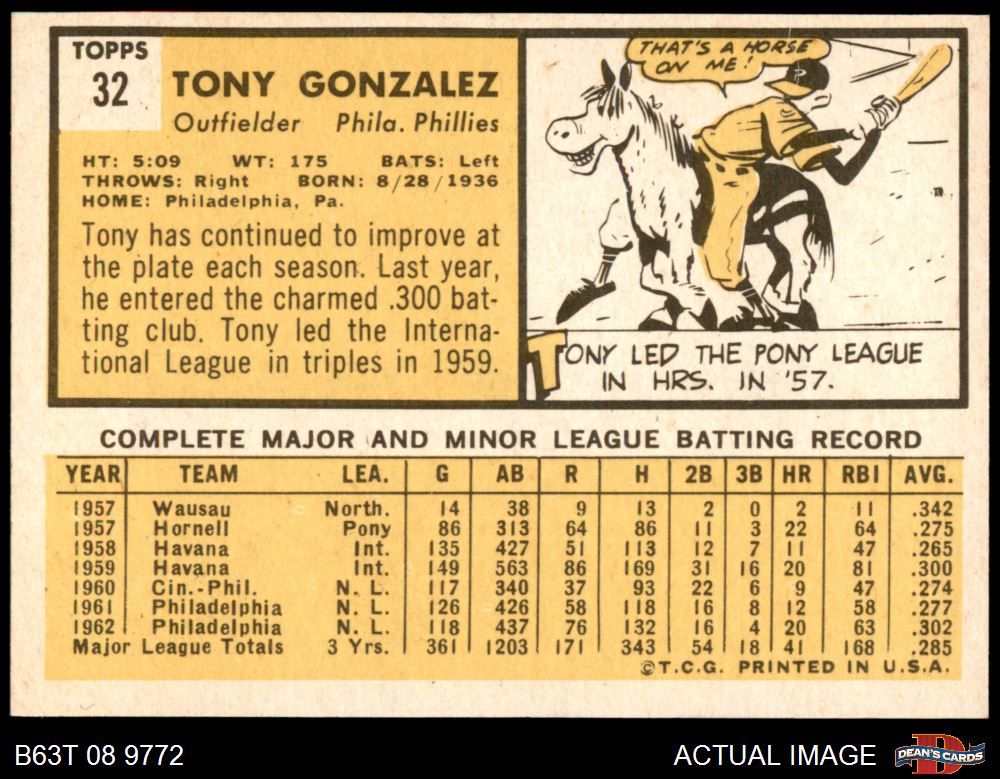 TOPPS
32
TONY GONZALEZ
Outfielder Phila. Phillies
HT: 5:09 WT: 175 BATS: Left
THROWS: Right BORN: 8/28/1936
HOME: Philadelphia, Pa.
Tony has continued to improve at
the plate each season. Last year,
he entered the charmed .300 bat-
ting club. Tony led the Interna-
tional League in triples in 1959.
THAT'S A HORSE
ON ME!
P
TONY LED THE PONY LEAGUE
IN HRS. IN '57.
COMPLETE MAJOR AND MINOR LEAGUE BATTING RECORD
YEAR TEAM LEA. G AB R H 2B 3B HR RBI AVG.
1957 Wausau North. 14 38 9 13 2 0 2 11 .342
1957 Hornell Pony 86 313 64 86 11 3 22 64 .275
1958 Havana Int. 135 427 51 113 12 7 11 47 .265
1959 Havana Int. 149 563 86 169 31 16 20 81 .300
1960 Cin.-Phil. N. L. 117 340 37 93 22 6 9 47 .274
1961 Philadelphia N. L. 126 426 58 118 16 8 12 58 .277
1962 Philadelphia N. L. 118 437 76 132 16 4 20 63 .302
Major League Totals 3 Yrs. 361 1203 171 343 54 18 41 168 .285
©T.C.G. PRINTED IN U.S.A.
B63T 08 9772 ACTUAL IMAGE
D
DEAN'S CARDS